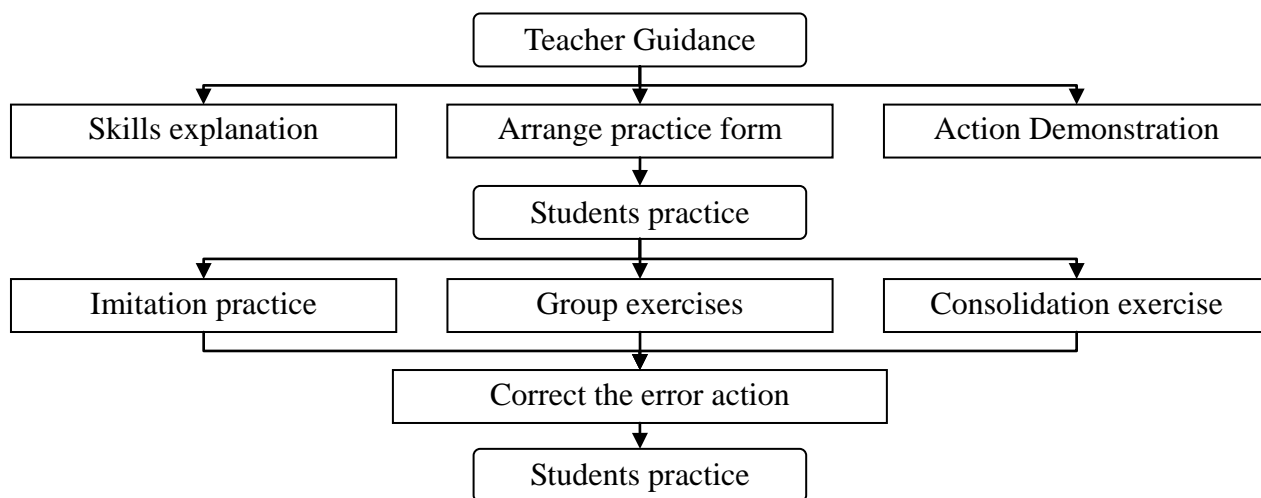 Teacher Guidance
Skills explanation
Arrange practice form
Action Demonstration
Students practice
Imitation practice
Group exercises
Consolidation exercise
Correct the error action
Students practice